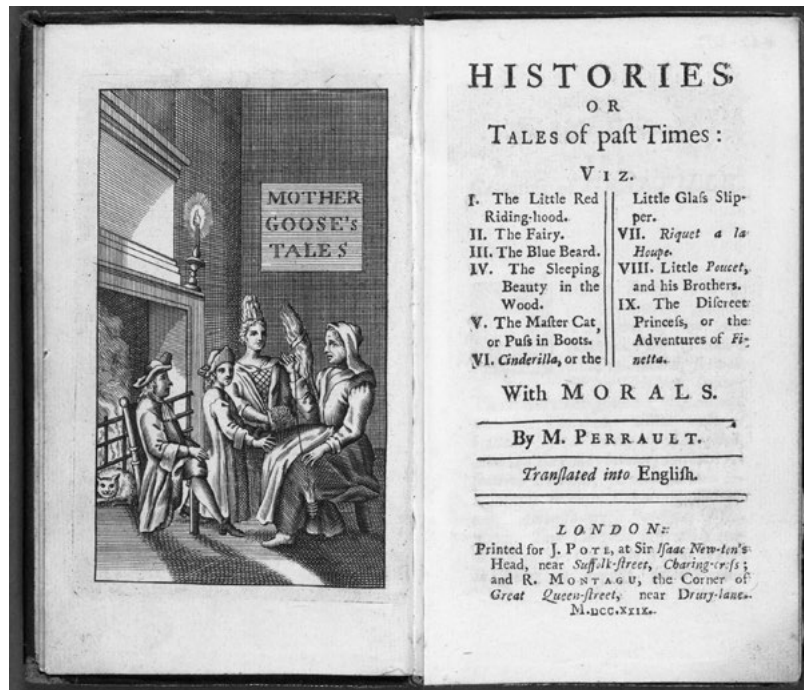 MOTHER
GOOSE's
TALES
HISTORIES,
OR
TALES of paſt Times:
VIZ.
I. The Little Red
Riding-hood.
II. The Fairy.
III. The Blue Beard.
IV. The Sleeping
Beauty in the
Wood.
V. The Maſter Cat,
or Puſs in Boots.
VI. Cinderilla, or the
Little Glaſs Slip-
per.
VII. Riquet a la
Houpe.
VIII. Little Poucet,
and his Brothers.
IX. The Diſcreet
Princeſs, or the
Adventures of Fi-
netta.
With MORALS.
By M. PERRAULT.
Tranſlated into Engliſh.
LONDON:
Printed for J. POTE, at Sir Iſaac New-ton's
Head, near Suffolk-ſtreet, Charing-croſs;
and R. MONTAGU, the Corner of
Great Queen-ſtreet, near Drury-lane.
M.DCC.XXIX.